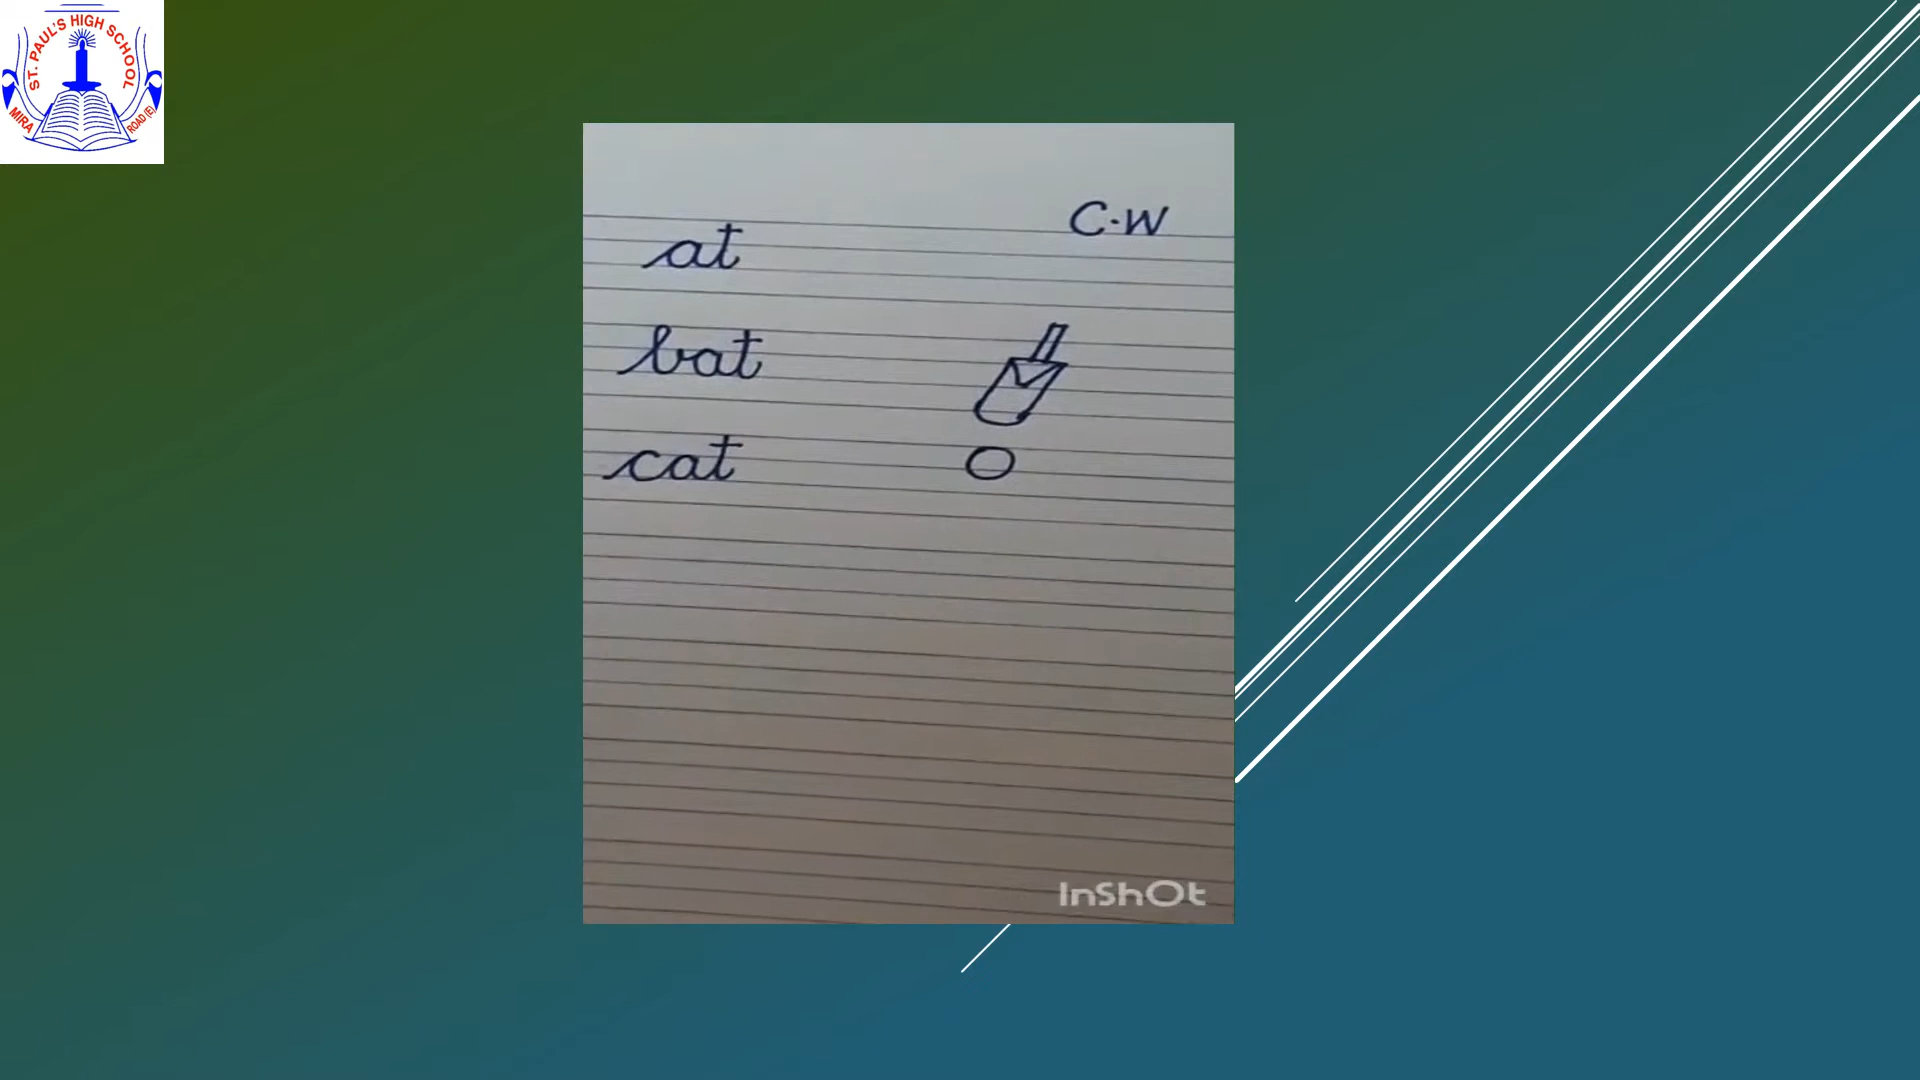 ST. PAUL'S HIGH SCHOOL
MIRA ROAD (E)
C.W
at
bat
cat
InShOt